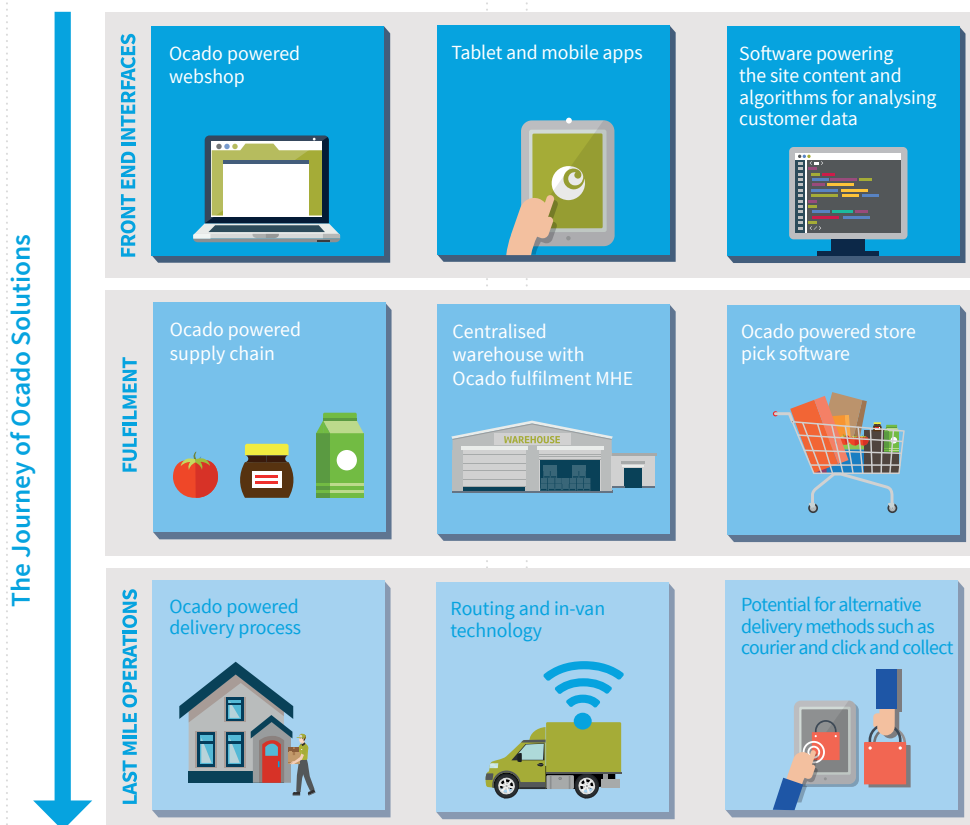 The Journey of Ocado Solutions
FRONT END INTERFACES
Ocado powered
webshop
Tablet and mobile apps
Software powering
the site content and
algorithms for analysing
customer data
FULFILMENT
Ocado powered
supply chain
Centralised
warehouse with
Ocado fulfilment MHE
WAREHOUSE
Ocado powered store
pick software
LAST MILE OPERATIONS
Ocado powered
delivery process
Routing and in-van
technology
Potential for alternative
delivery methods such as
courier and click and collect